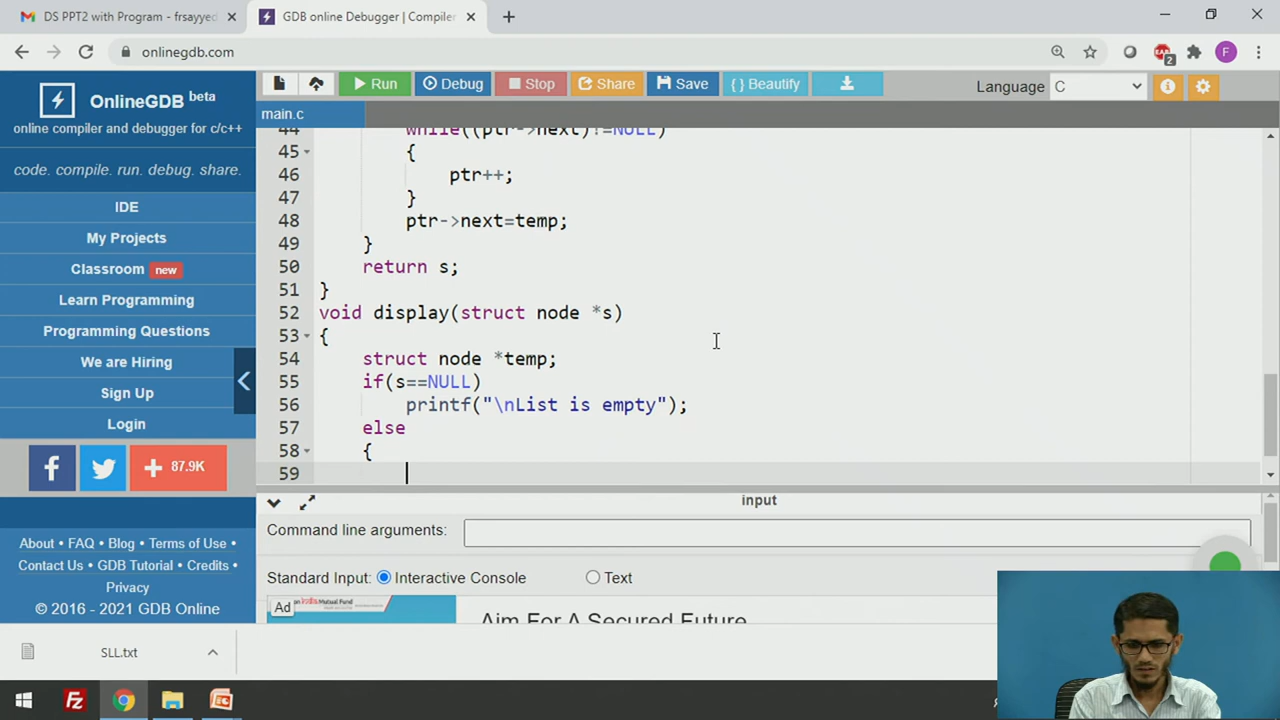 DS PPT2 with Program - frsayyed
GDB online Debugger | Compiler
onlinegdb.com
2
F
OnlineGDB beta
online compiler and debugger for c/c++
code. compile. run. debug. share.
IDE
My Projects
Classroom new
Learn Programming
Programming Questions
We are Hiring
Sign Up
Login
87.9K
About • FAQ • Blog • Terms of Use •
Contact Us • GDB Tutorial • Credits •
Privacy
© 2016 - 2021 GDB Online
Run Debug Stop Share Save { } Beautify
Language C
main.c
44 while((ptr->next)!=NULL)
45 {
46 ptr++;
47 }
48 ptr->next=temp;
49 }
50 return s;
51 }
52 void display(struct node *s)
53 {
54 struct node *temp;
55 if(s==NULL)
56 printf("\nList is empty");
57 else
58 {
59
input
Command line arguments:
Standard Input: Interactive Console Text
Ad
Mutual Fund
Aim For A Secured Future
SLL.txt